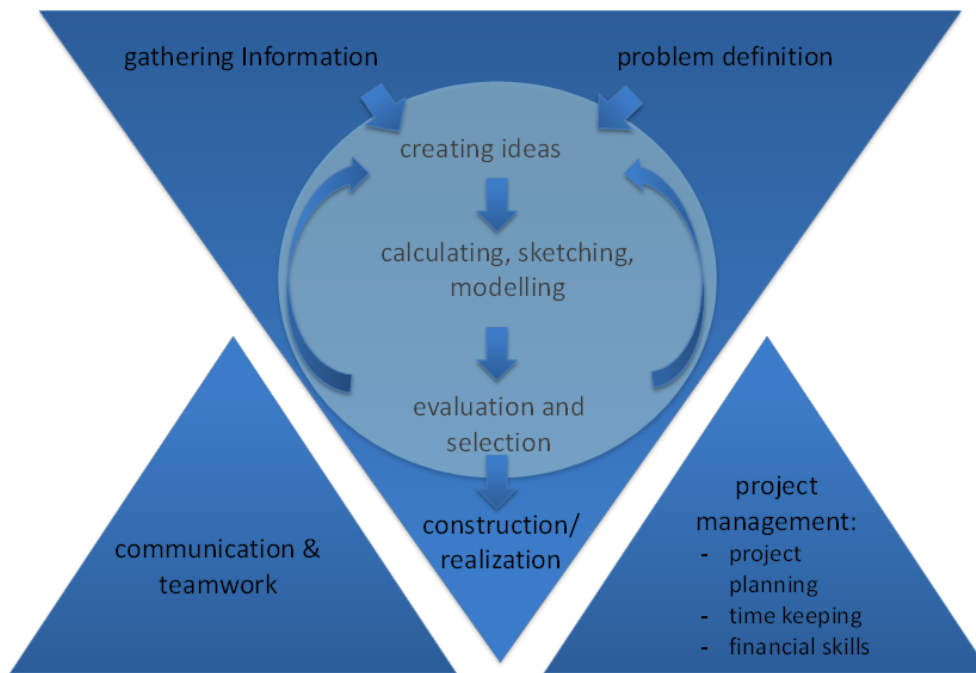 gathering Information
problem definition
creating ideas
calculating, sketching,
modelling
evaluation and
selection
construction/
realization
communication &
teamwork
project
management:
- project
planning
- time keeping
- financial skills